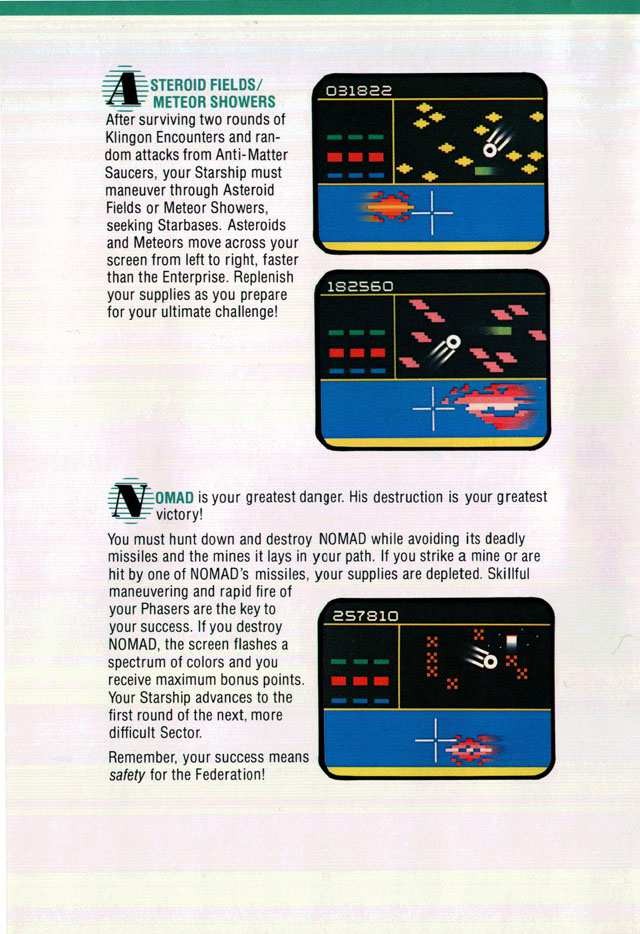 ASTEROID FIELDS/
METEOR SHOWERS
After surviving two rounds of
Klingon Encounters and ran-
dom attacks from Anti-Matter
Saucers, your Starship must
maneuver through Asteroid
Fields or Meteor Showers,
seeking Starbases. Asteroids
and Meteors move across your
screen from left to right, faster
than the Enterprise. Replenish
your supplies as you prepare
for your ultimate challenge!
031822
182560
NOMAD is your greatest danger. His destruction is your greatest
victory!
You must hunt down and destroy NOMAD while avoiding its deadly
missiles and the mines it lays in your path. If you strike a mine or are
hit by one of NOMAD's missiles, your supplies are depleted. Skillful
maneuvering and rapid fire of
your Phasers are the key to
your success. If you destroy
NOMAD, the screen flashes a
spectrum of colors and you
receive maximum bonus points.
Your Starship advances to the
first round of the next, more
difficult Sector.
Remember, your success means
safety for the Federation!
257810